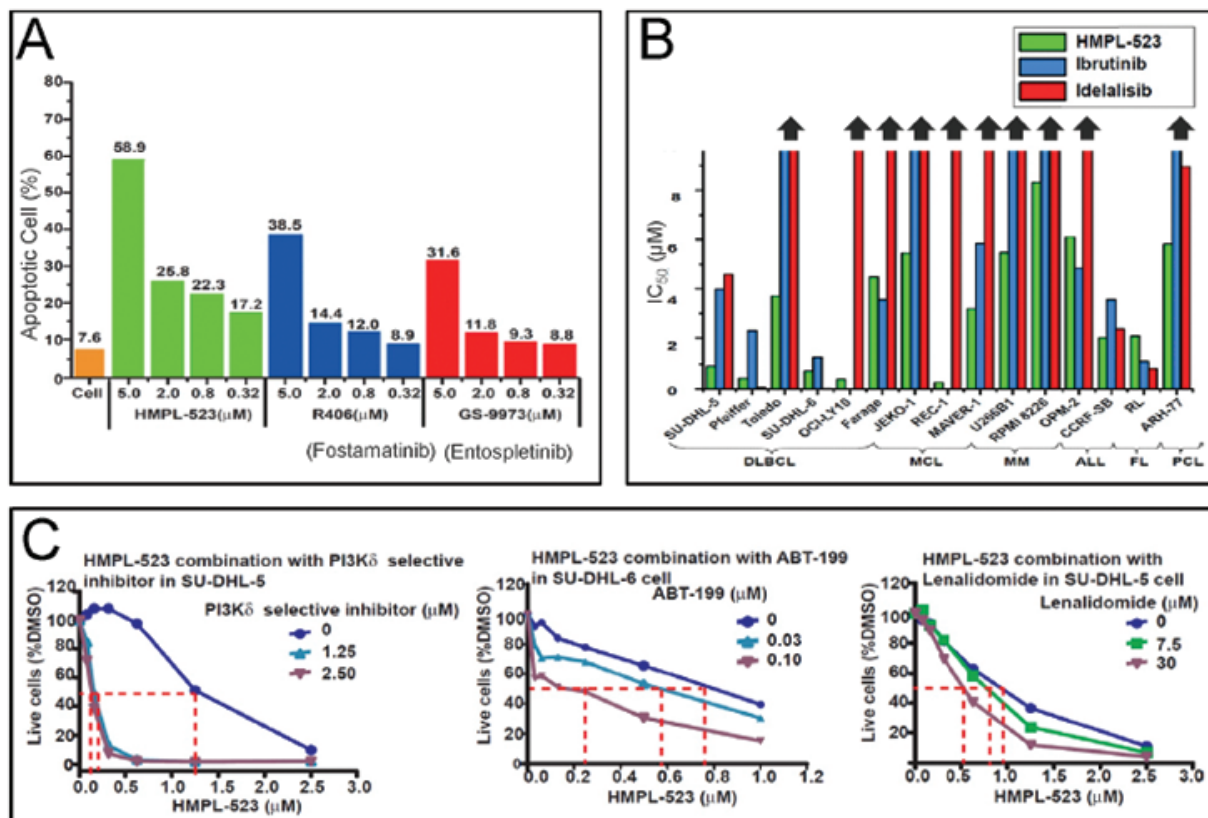 A
80
70
60
50
40
30
20
10
0
Apoptotic Cell (%)
7.6
58.9
25.8
22.3
17.2
38.5
14.4
12.0
8.9
31.6
11.8
9.3
8.8
Cell 5.0 2.0 0.8 0.32 5.0 2.0 0.8 0.32 5.0 2.0 0.8 0.32
HMPL-523(μM) R406(μM) GS-9973(μM)
(Fostamatinib) (Entospletinib)
B
HMPL-523
Ibrutinib
Idelalisib
8
6
4
2
0
IC50 (μM)
SU-DHL-5
Pfeiffer
Toledo
SU-DHL-6
OCI-LY10
Farage
JEKO-1
REC-1
MAVER-1
U266B1
RPMI 8226
OPM-2
CCRF-SB
RL
ARH-77
DLBCL MCL MM ALL FL PCL
C
HMPL-523 combination with PI3Kδ selective
inhibitor in SU-DHL-5
PI3Kδ selective inhibitor (μM)
0
1.25
2.50
120
100
80
60
40
20
0
Live cells (%DMSO)
0.0 0.5 1.0 1.5 2.0 2.5 3.0
HMPL-523 (μM)
HMPL-523 combination with ABT-199
in SU-DHL-6 cell
ABT-199 (μM)
0
0.03
0.10
120
100
80
60
40
20
0
Live cells (%DMSO)
0.0 0.2 0.4 0.6 0.8 1.0 1.2
HMPL-523 (μM)
HMPL-523 combination with
Lenalidomide in SU-DHL-5 cell
Lenalidomide (μM)
0
7.5
30
120
100
80
60
40
20
0
Live cells (%DMSO)
0.0 0.5 1.0 1.5 2.0 2.5 3.0
HMPL-523 (μM)